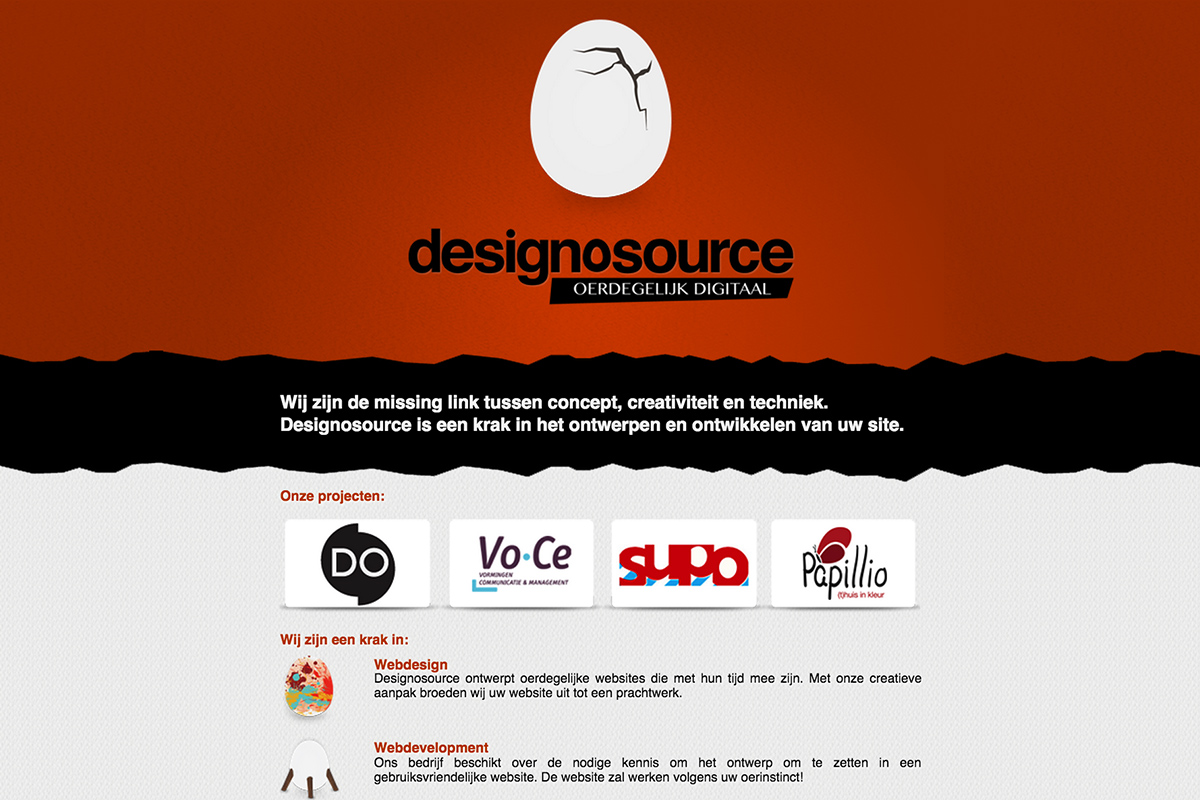 designosource
OERDEGELIJK DIGITAAL
Wij zijn de missing link tussen concept, creativiteit en techniek.
Designosource is een krak in het ontwerpen en ontwikkelen van uw site.
Onze projecten:
DO
Vo·Ce
VORMINGEN
COMMUNICATIE & MANAGEMENT
supo
Papillio
(t)huis in kleur
Wij zijn een krak in:
Webdesign
Designosource ontwerpt oerdegelijke websites die met hun tijd mee zijn. Met onze creatieve
aanpak broeden wij uw website uit tot een prachtwerk.
Webdevelopment
Ons bedrijf beschikt over de nodige kennis om het ontwerp om te zetten in een
gebruiksvriendelijke website. De website zal werken volgens uw oerinstinct!